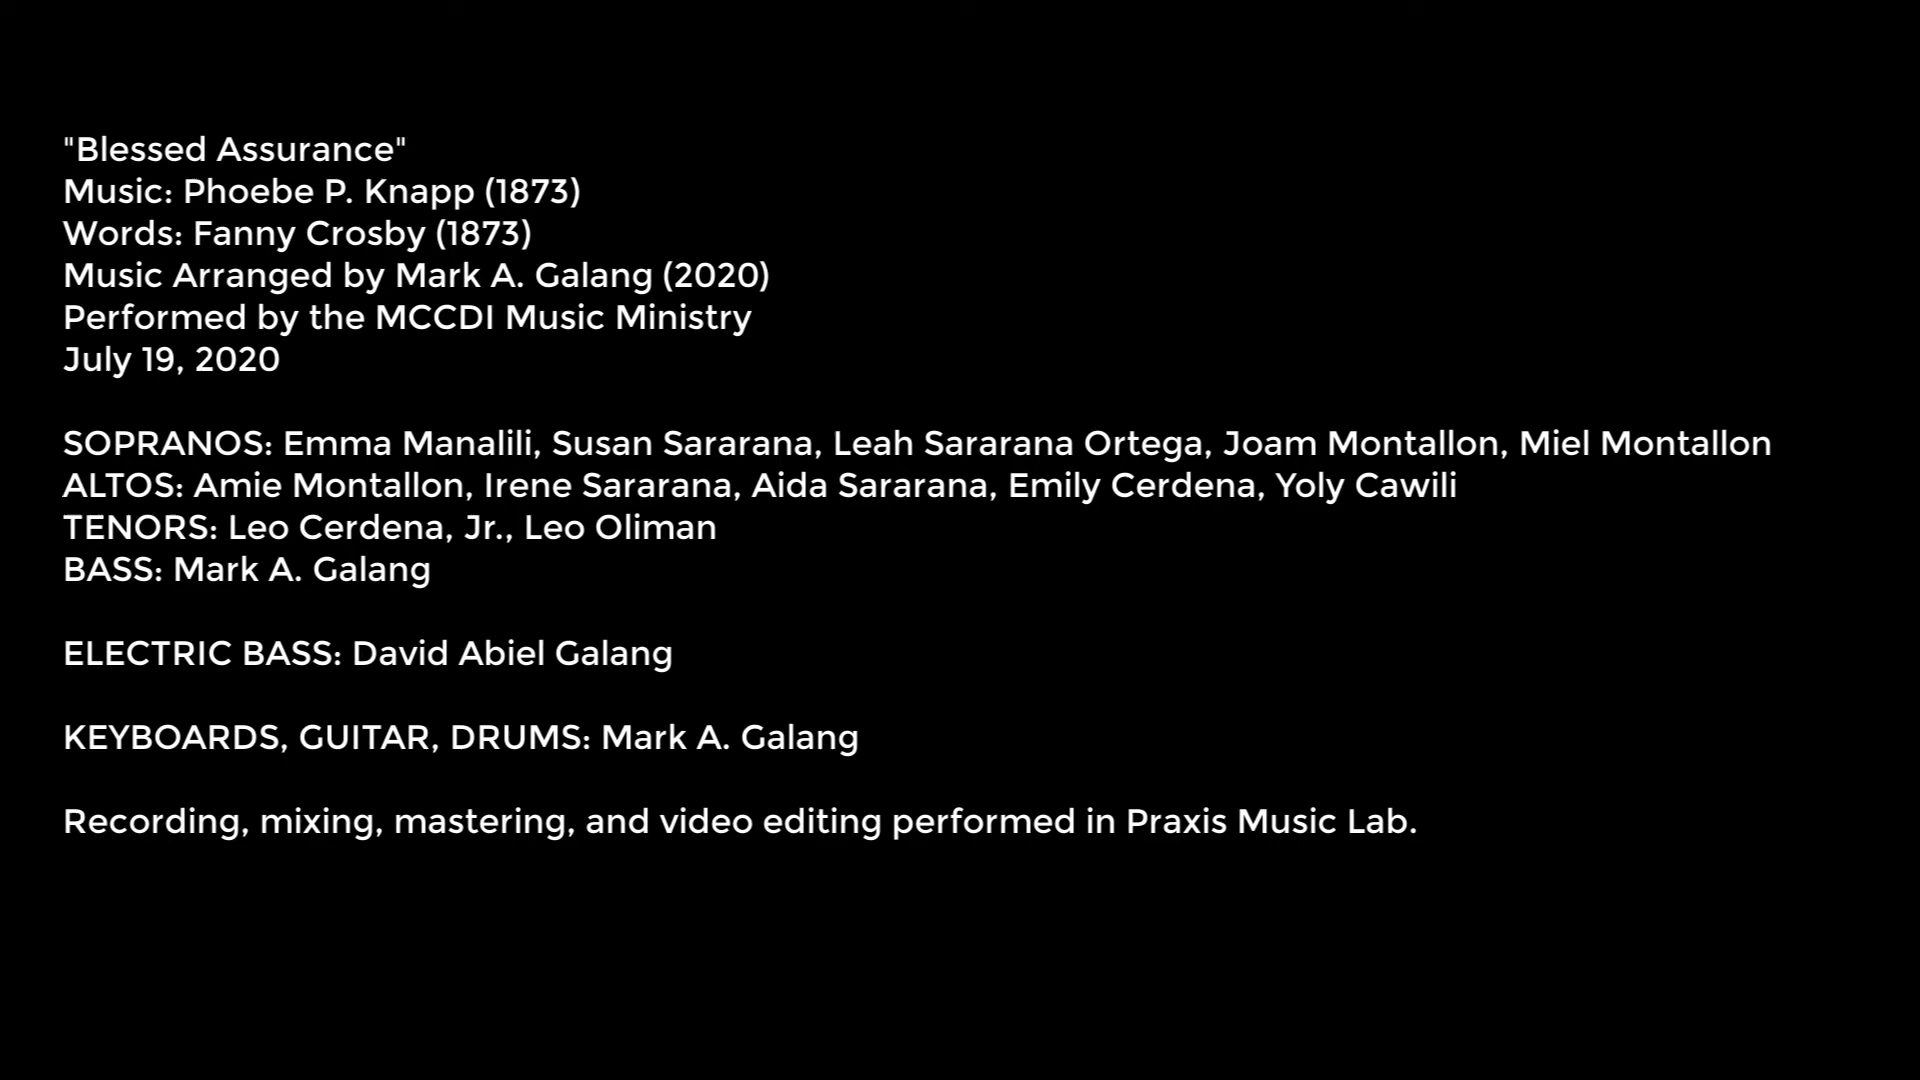 "Blessed Assurance"
Music: Phoebe P. Knapp (1873)
Words: Fanny Crosby (1873)
Music Arranged by Mark A. Galang (2020)
Performed by the MCCDI Music Ministry
July 19, 2020
SOPRANOS: Emma Manalili, Susan Sararana, Leah Sararana Ortega, Joam Montallon, Miel Montallon
ALTOS: Amie Montallon, Irene Sararana, Aida Sararana, Emily Cerdena, Yoly Cawili
TENORS: Leo Cerdena, Jr., Leo Oliman
BASS: Mark A. Galang
ELECTRIC BASS: David Abiel Galang
KEYBOARDS, GUITAR, DRUMS: Mark A. Galang
Recording, mixing, mastering, and video editing performed in Praxis Music Lab.